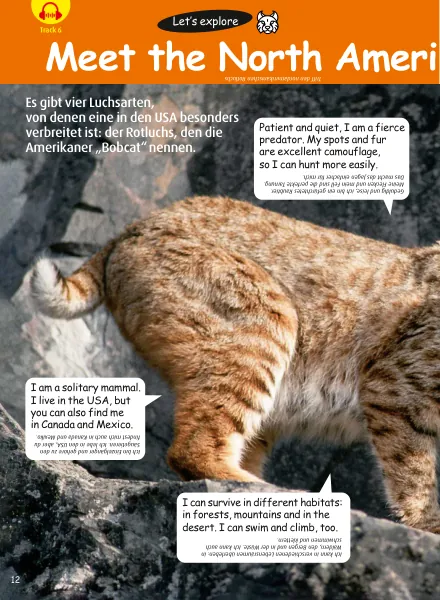 Let's explore
Track 6
Meet the North Ameri
Triff den nordamerikanischen Rotluchs
Es gibt vier Luchsarten,
von denen eine in den USA besonders
verbreitet ist: der Rotluchs, den die
Amerikaner „Bobcat“ nennen.
Patient and quiet, I am a fierce
predator. My spots and fur
are excellent camouflage,
so I can hunt more easily.
Geduldig und leise, ich bin ein gefürchtetes Raubtier.
Meine Flecken und mein Fell sind die perfekte Tarnung.
Das macht das Jagen einfacher für mich.
I am a solitary mammal.
I live in the USA, but
you can also find me
in Canada and Mexico.
Ich bin Einzelgänger und gehöre zu den
Säugetieren. Ich lebe in den USA, aber du
findest mich auch in Kanada und Mexiko.
I can survive in different habitats:
in forests, mountains and in the
desert. I can swim and climb, too.
Ich kann in verschiedenen Lebensräumen überleben: in
Wäldern, den Bergen und in der Wüste. Ich kann auch
schwimmen und klettern.
12